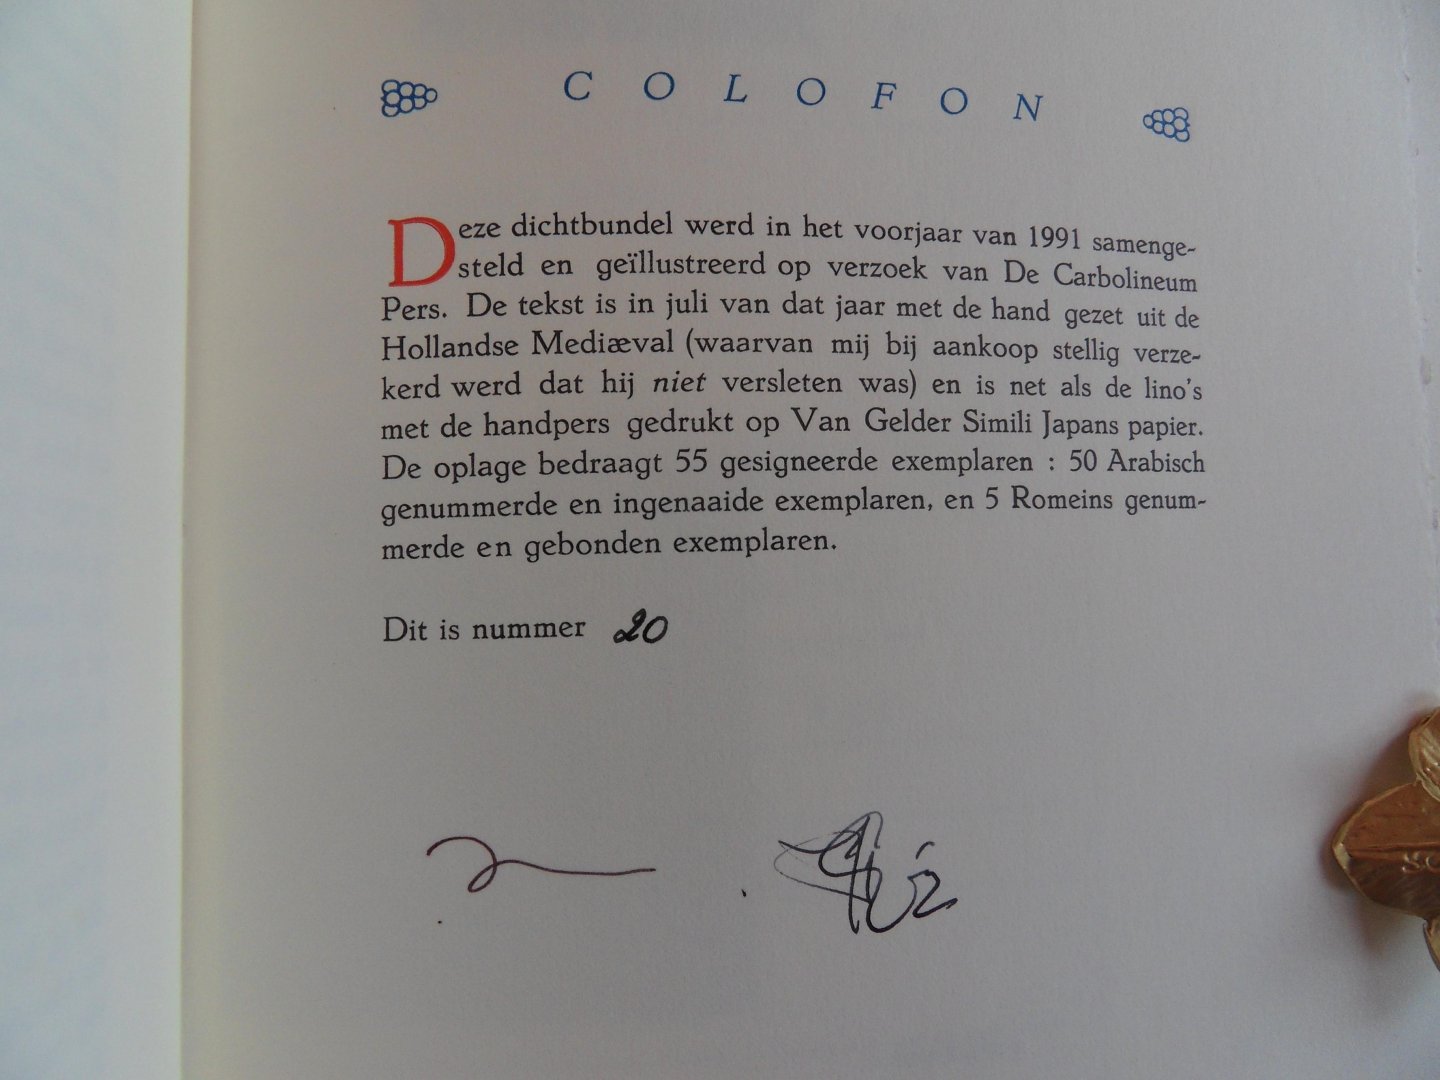 COLOFON
Deze dichtbundel werd in het voorjaar van 1991 samenge-
steld en geïllustreerd op verzoek van De Carbolineum
Pers. De tekst is in juli van dat jaar met de hand gezet uit de
Hollandse Mediæval (waarvan mij bij aankoop stellig verze-
kerd werd dat hij niet versleten was) en is net als de lino's
met de handpers gedrukt op Van Gelder Simili Japans papier.
De oplage bedraagt 55 gesigneerde exemplaren : 50 Arabisch
genummerde en ingenaaide exemplaren, en 5 Romeins genum-
merde en gebonden exemplaren.
Dit is nummer 20